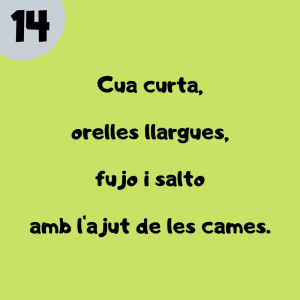 14
Cua curta,
orelles llargues,
fujo i salto
amb l'ajut de les cames.